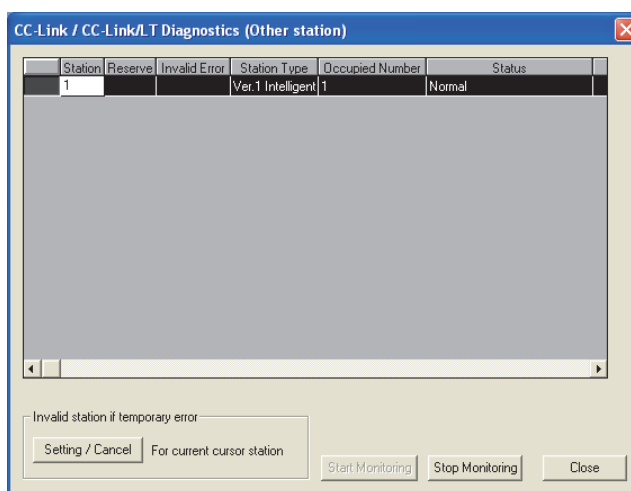 CC-Link / CC-Link/LT Diagnostics (Other station)
Station Reserve Invalid Error Station Type Occupied Number Status
1 Ver.1 Intelligent 1 Normal
Invalid station if temporary error
Setting / Cancel For current cursor station
Start Monitoring Stop Monitoring Close